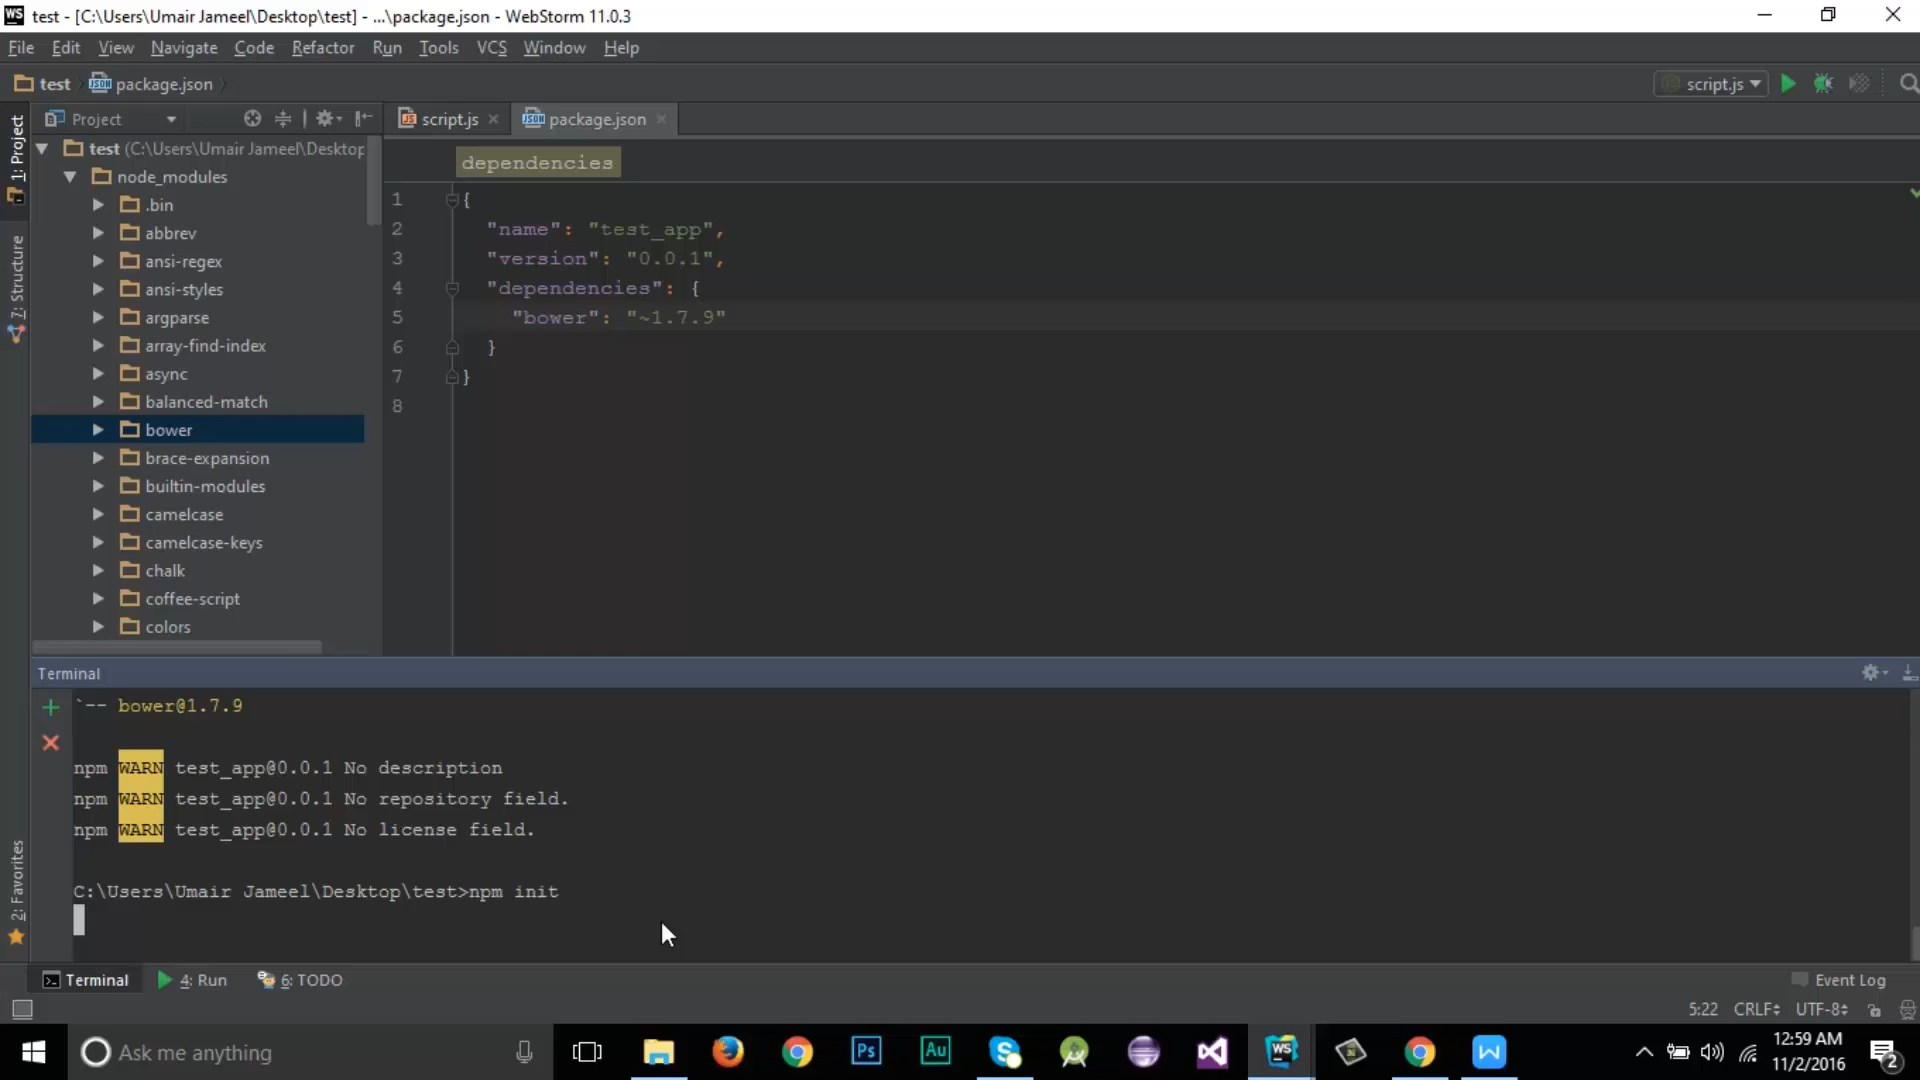 test - [C:\Users\Umair Jameel\Desktop\test] - ...\package.json - WebStorm 11.0.3
File Edit View Navigate Code Refactor Run Tools VCS Window Help
test package.json script.js
Project script.js package.json
1: Project
7: Structure
2: Favorites
test (C:\Users\Umair Jameel\Desktop
node_modules
.bin
abbrev
ansi-regex
ansi-styles
argparse
array-find-index
async
balanced-match
bower
brace-expansion
builtin-modules
camelcase
camelcase-keys
chalk
coffee-script
colors
dependencies
1 {
2 "name": "test_app",
3 "version": "0.0.1",
4 "dependencies": {
5 "bower": "~1.7.9"
6 }
7 }
8
Terminal
`-- bower@1.7.9
npm WARN test_app@0.0.1 No description
npm WARN test_app@0.0.1 No repository field.
npm WARN test_app@0.0.1 No license field.
C:\Users\Umair Jameel\Desktop\test>npm init
Terminal 4: Run 6: TODO Event Log
5:22 CRLF UTF-8
Ask me anything
Ps Au WS W
12:59 AM
11/2/2016
2